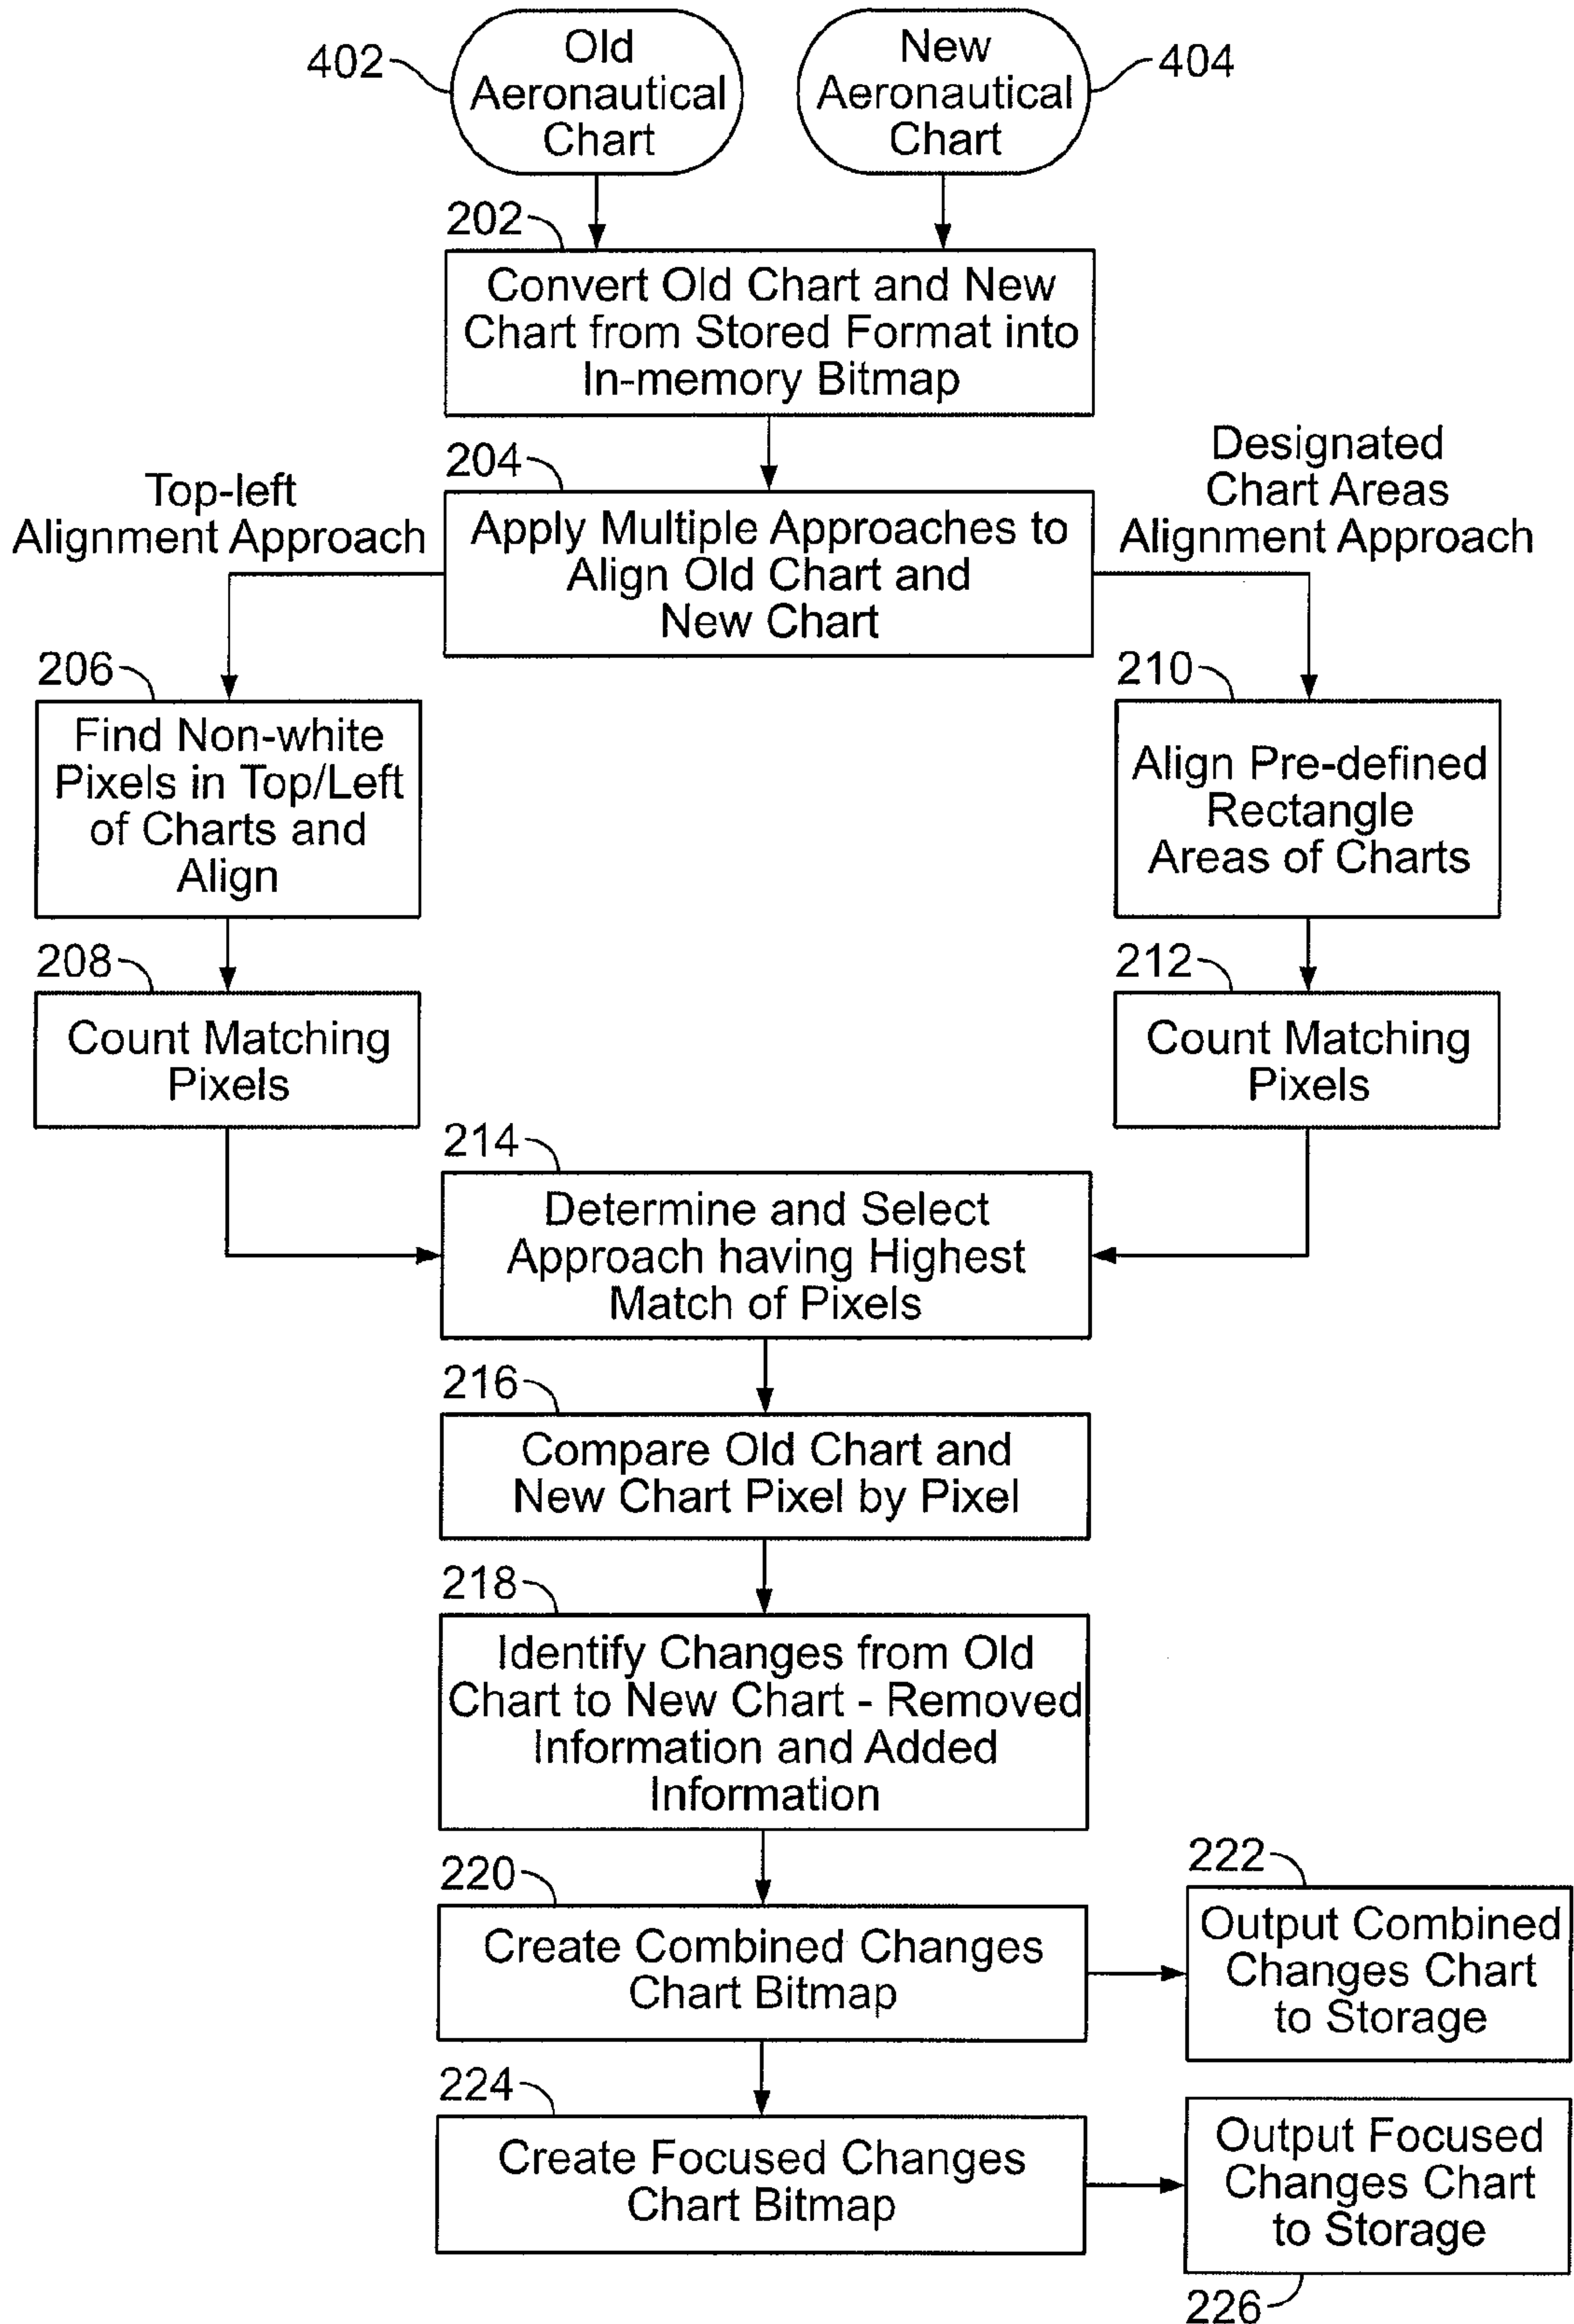 402
Old
Aeronautical
Chart
New
Aeronautical
Chart
404
202
Convert Old Chart and New
Chart from Stored Format into
In-memory Bitmap
Top-left
Alignment Approach
204
Apply Multiple Approaches to
Align Old Chart and
New Chart
Designated
Chart Areas
Alignment Approach
206
Find Non-white
Pixels in Top/Left
of Charts and
Align
210
Align Pre-defined
Rectangle
Areas of Charts
208
Count Matching
Pixels
212
Count Matching
Pixels
214
Determine and Select
Approach having Highest
Match of Pixels
216
Compare Old Chart and
New Chart Pixel by Pixel
218
Identify Changes from Old
Chart to New Chart - Removed
Information and Added
Information
220
Create Combined Changes
Chart Bitmap
222
Output Combined
Changes Chart
to Storage
224
Create Focused Changes
Chart Bitmap
Output Focused
Changes Chart
to Storage
226